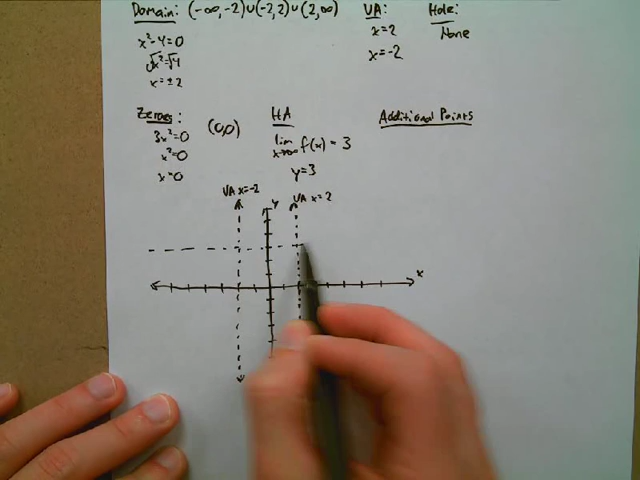 Domain: (-∞,-2)∪(-2,2)∪(2,∞)
x²-4=0
√x²=√4
x=±2
VA:
x=2
x=-2
Hole:
None
Zeroes:
3x²=0
x²=0
x=0
(0,0)
HA
lim f(x) = 3
x→∞
y=3
Additional Points
VA x=-2
y
VA x=2
x